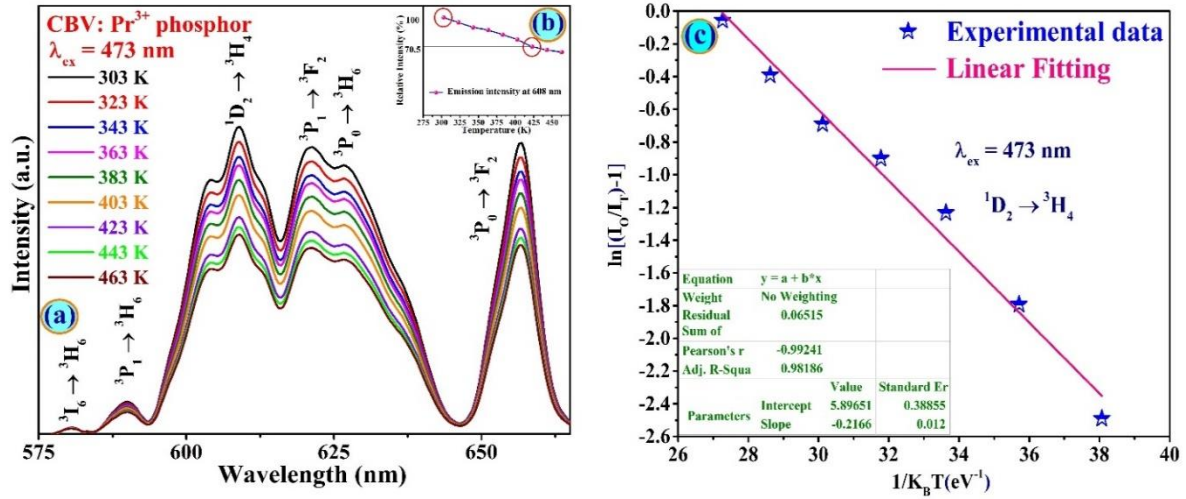 CBV: Pr³⁺ phosphor
λex = 473 nm
303 K
323 K
343 K
363 K
383 K
403 K
423 K
443 K
463 K
(a)
³I₆ → ³H₆
³P₁ → ³H₆
¹D₂ → ³H₄
³P₁ → ³F₂
³P₀ → ³H₆
³P₀ → ³F₂
Intensity (a.u.)
575
600
625
650
Wavelength (nm)
(b)
Relative Intensity (%)
100
70.5
Emission intensity at 608 nm
275 300 325 350 375 400 425 450
Temperature (K)
(c)
Experimental data
Linear Fitting
λex = 473 nm
¹D₂ → ³H₄
ln[(I_O/I_T)-1]
0.0
-0.2
-0.4
-0.6
-0.8
-1.0
-1.2
-1.4
-1.6
-1.8
-2.0
-2.2
-2.4
-2.6
Equation y = a + b*x
Weight No Weighting
Residual 0.06515
Sum of
Pearson's r -0.99241
Adj. R-Squa 0.98186
Value Standard Er
Parameters Intercept 5.89651 0.38855
Slope -0.2166 0.012
26 28 30 32 34 36 38 40
1/K_BT(eV⁻¹)